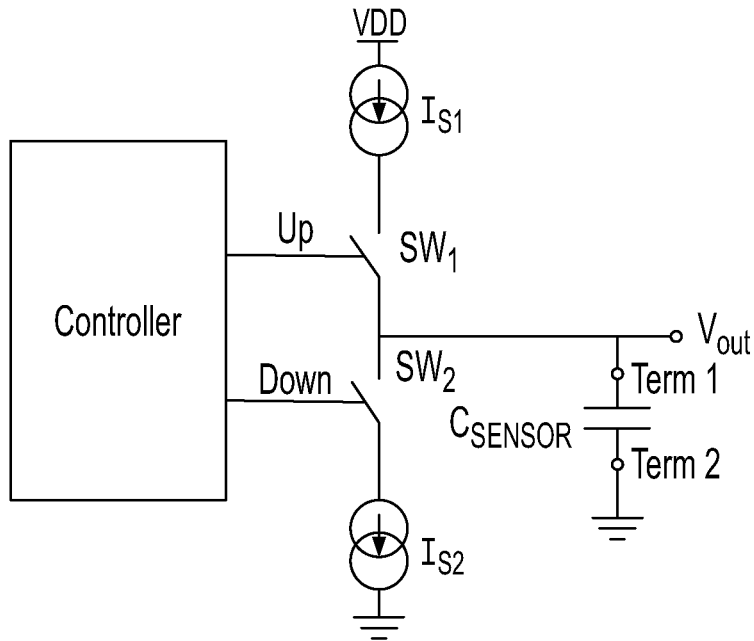 VDD
I_S1
Up
SW_1
Controller
V_out
Down
SW_2
Term 1
C_SENSOR
Term 2
I_S2